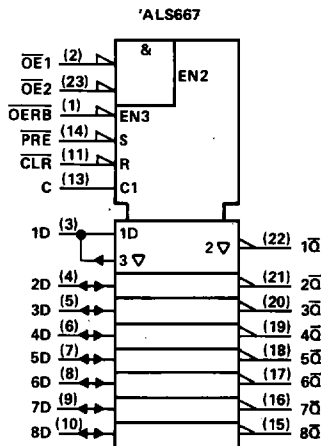 'ALS667
&
OE1 (2)
EN2
OE2 (23)
OERB (1) EN3
PRE (14) S
CLR (11) R
C (13) C1
1D (3) 1D 2 ▽ (22) 1Q
3 ▽
2D (4) (21) 2Q
3D (5) (20) 3Q
4D (6) (19) 4Q
5D (7) (18) 5Q
6D (8) (17) 6Q
7D (9) (16) 7Q
8D (10) (15) 8Q